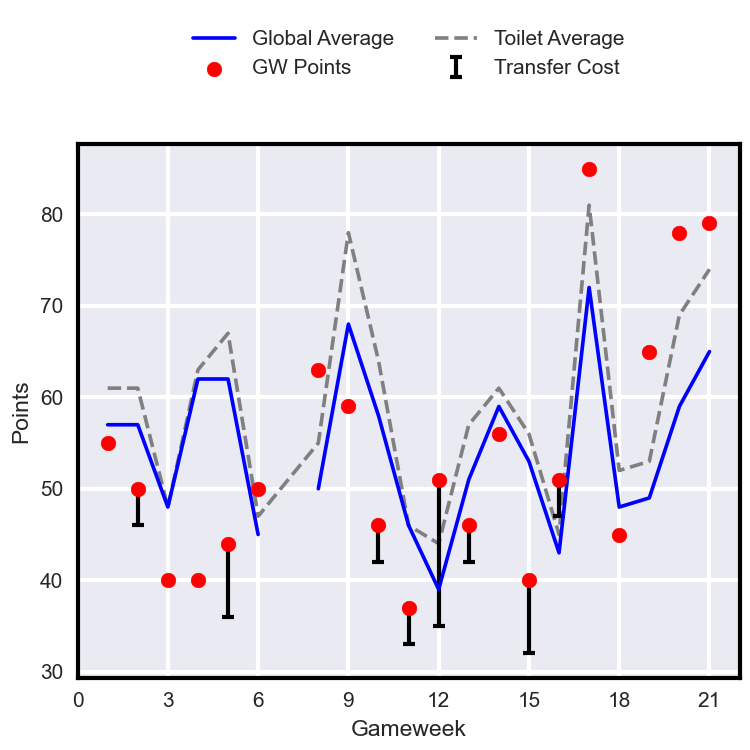 Global Average
Toilet Average
GW Points
Transfer Cost
80
70
60
50
40
30
Points
0 3 6 9 12 15 18 21
Gameweek